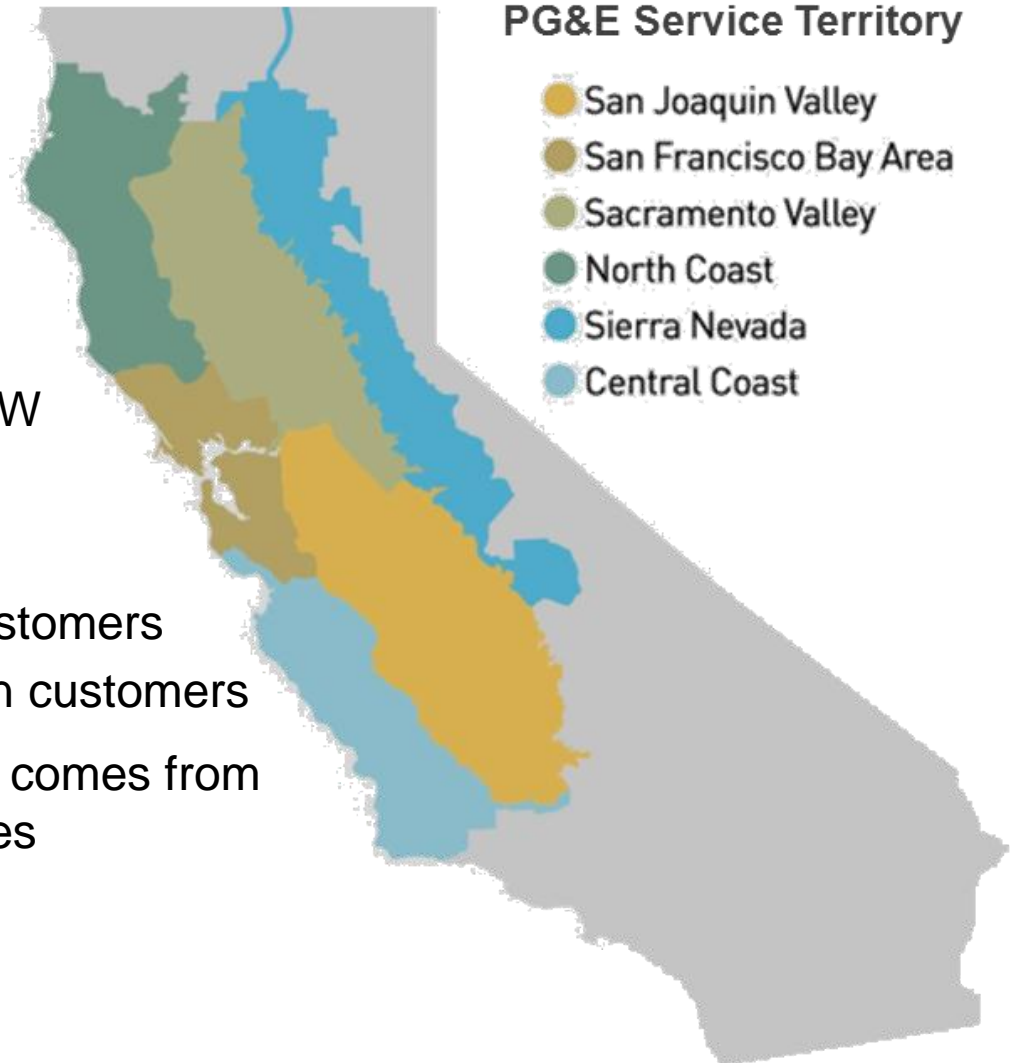 PG&E Service Territory
San Joaquin Valley
San Francisco Bay Area
Sacramento Valley
North Coast
Sierra Nevada
Central Coast
W
stomers
n customers
comes from
es